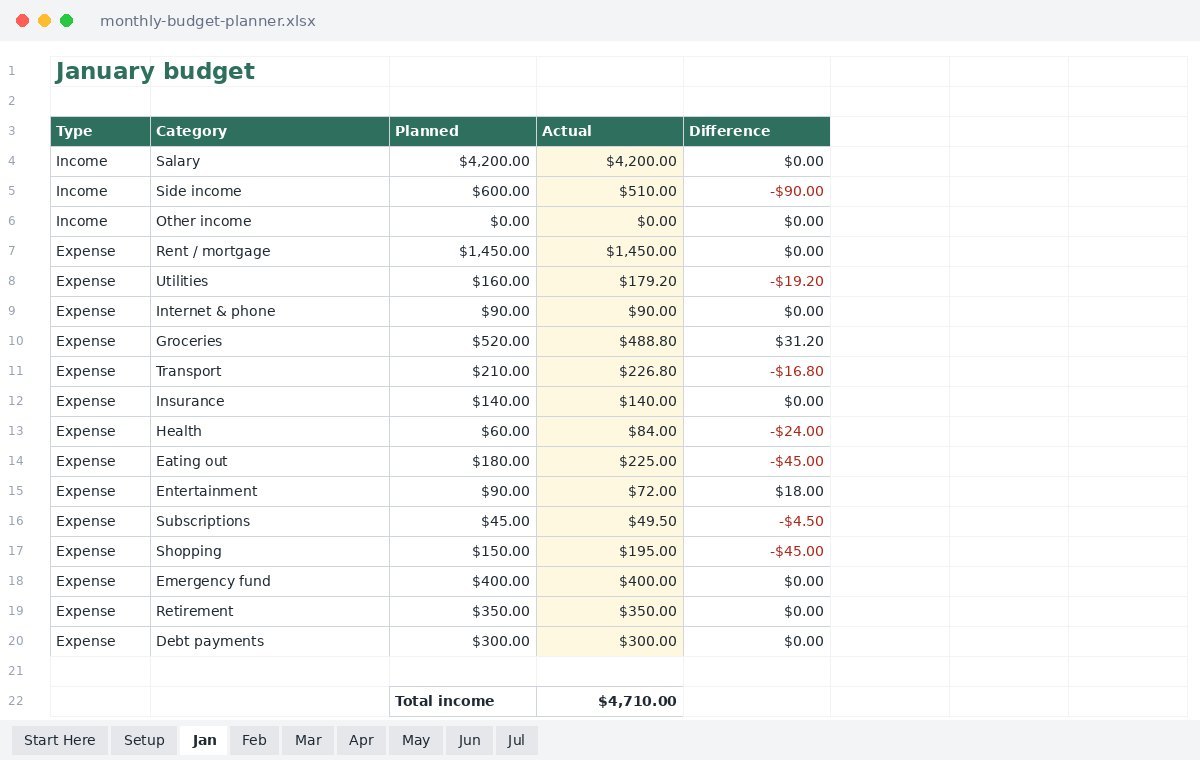 monthly-budget-planner.xlsx
1 January budget
2
3 Type Category Planned Actual Difference
4 Income Salary $4,200.00 $4,200.00 $0.00
5 Income Side income $600.00 $510.00 -$90.00
6 Income Other income $0.00 $0.00 $0.00
7 Expense Rent / mortgage $1,450.00 $1,450.00 $0.00
8 Expense Utilities $160.00 $179.20 -$19.20
9 Expense Internet & phone $90.00 $90.00 $0.00
10 Expense Groceries $520.00 $488.80 $31.20
11 Expense Transport $210.00 $226.80 -$16.80
12 Expense Insurance $140.00 $140.00 $0.00
13 Expense Health $60.00 $84.00 -$24.00
14 Expense Eating out $180.00 $225.00 -$45.00
15 Expense Entertainment $90.00 $72.00 $18.00
16 Expense Subscriptions $45.00 $49.50 -$4.50
17 Expense Shopping $150.00 $195.00 -$45.00
18 Expense Emergency fund $400.00 $400.00 $0.00
19 Expense Retirement $350.00 $350.00 $0.00
20 Expense Debt payments $300.00 $300.00 $0.00
21
22 Total income $4,710.00
Start Here Setup Jan Feb Mar Apr May Jun Jul